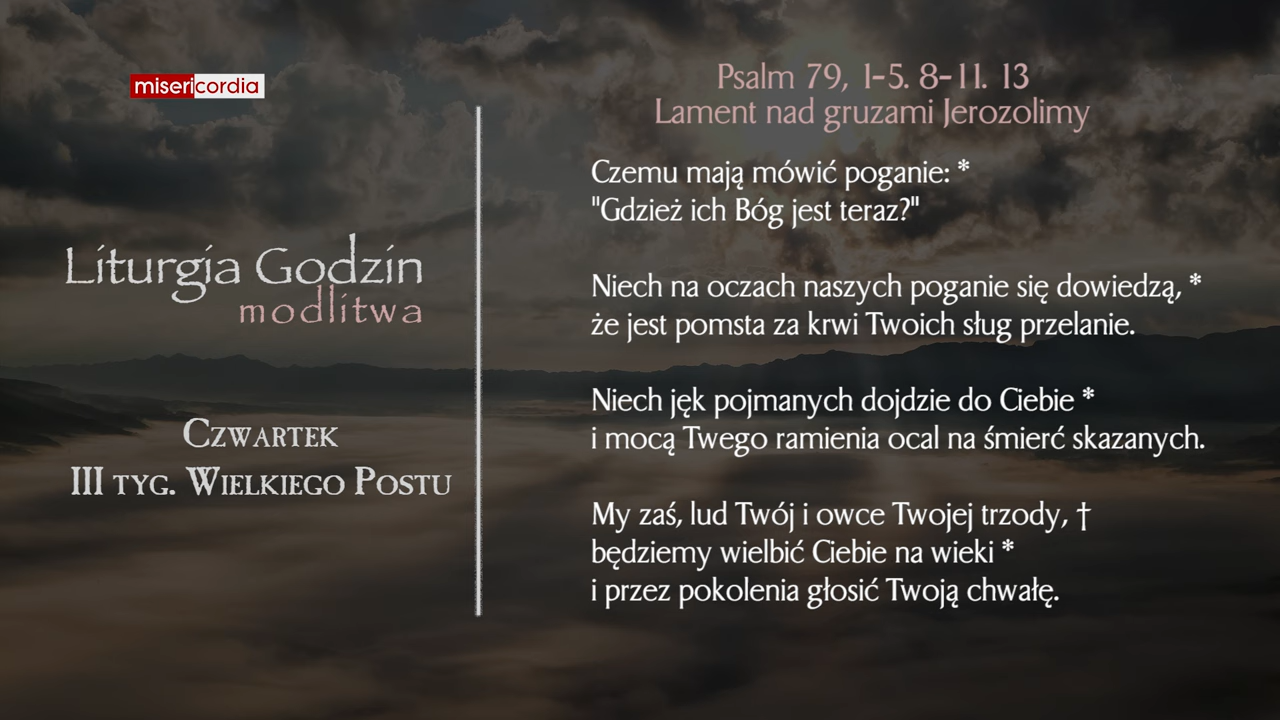 misericordia
Liturgia Godzin
modlitwa
Czwartek
III tyg. Wielkiego Postu
Psalm 79, 1-5. 8-11. 13
Lament nad gruzami Jerozolimy
Czemu mają mówić poganie: *
"Gdzież ich Bóg jest teraz?"
Niech na oczach naszych poganie się dowiedzą, *
że jest pomsta za krwi Twoich sług przelanie.
Niech jęk pojmanych dojdzie do Ciebie *
i mocą Twego ramienia ocal na śmierć skazanych.
My zaś, lud Twój i owce Twojej trzody, †
będziemy wielbić Ciebie na wieki *
i przez pokolenia głosić Twoją chwałę.